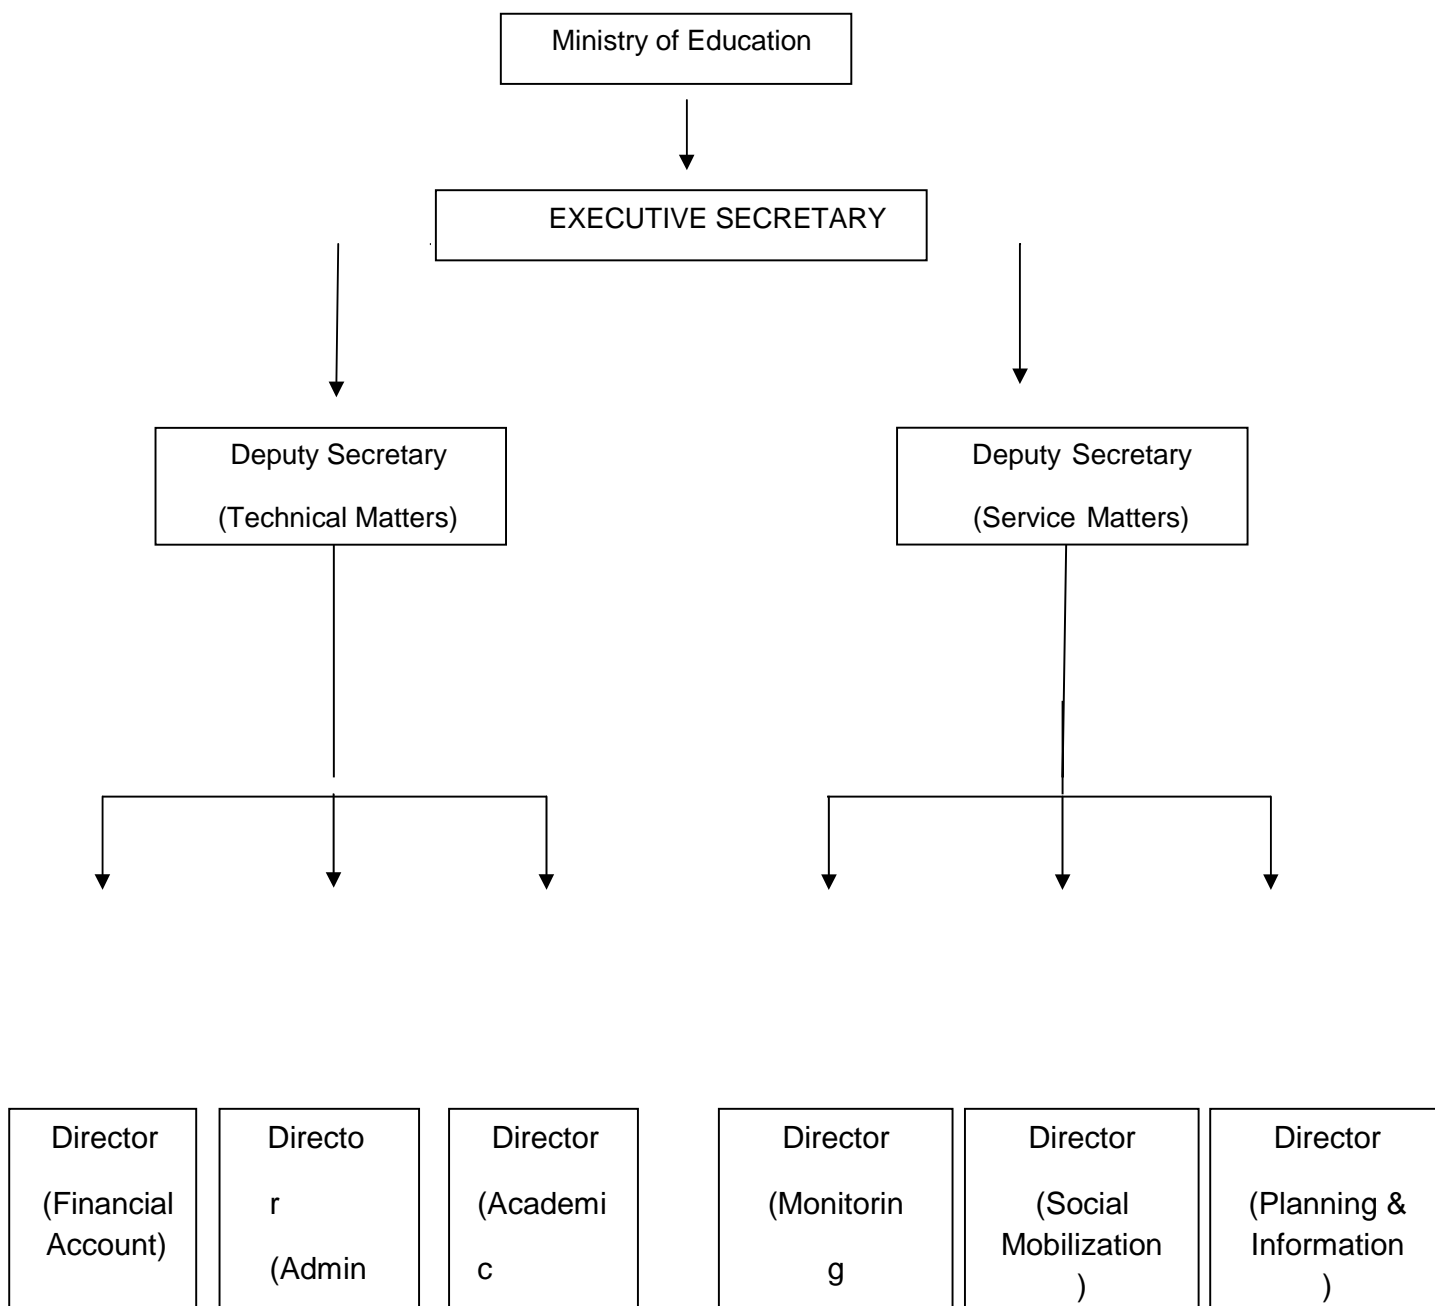 Ministry of Education
EXECUTIVE SECRETARY
Deputy Secretary
(Technical Matters)
Deputy Secretary
(Service Matters)
Director
(Financial
Account)
Directo
r
(Admin
Director
(Academi
c
Director
(Monitorin
g
Director
(Social
Mobilization
)
Director
(Planning &
Information
)